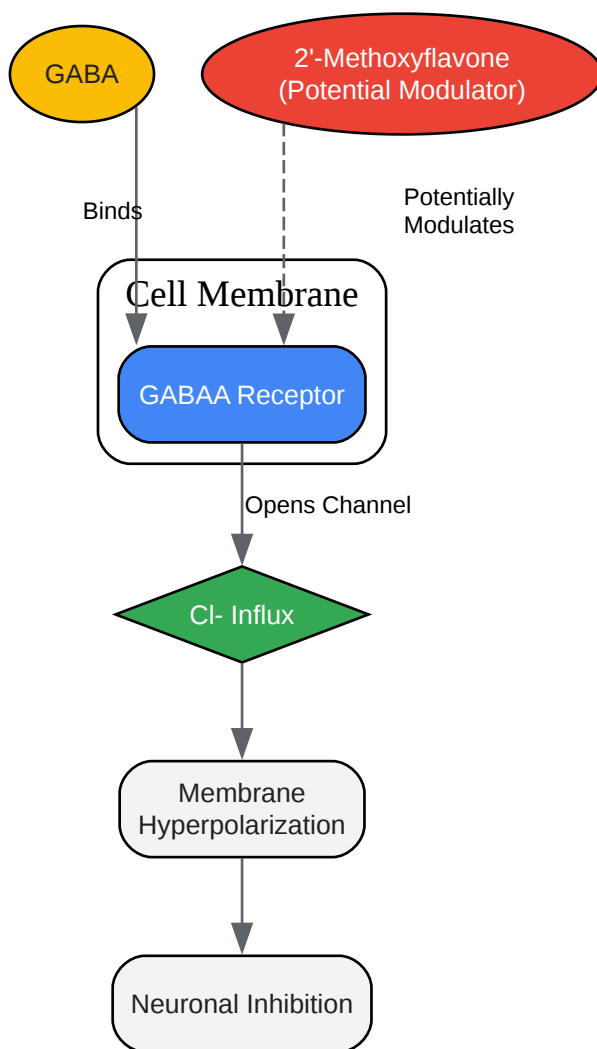 GABA
2'-Methoxyflavone
(Potential Modulator)
Binds
Potentially
Modulates
Cell Membrane
GABAA Receptor
Opens Channel
Cl- Influx
Membrane
Hyperpolarization
Neuronal Inhibition